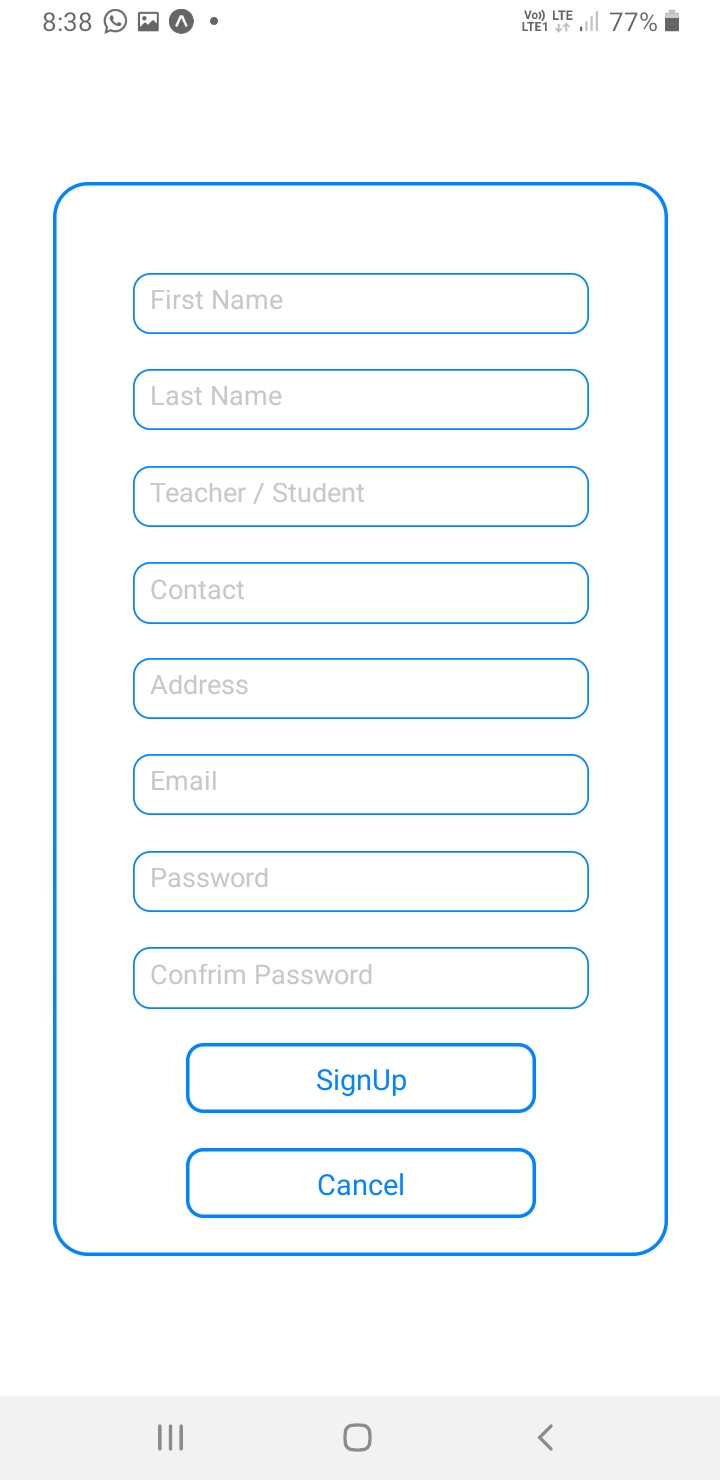 8:38 Vo)) LTE 77%
LTE1
First Name
Last Name
Teacher / Student
Contact
Address
Email
Password
Confrim Password
SignUp
Cancel